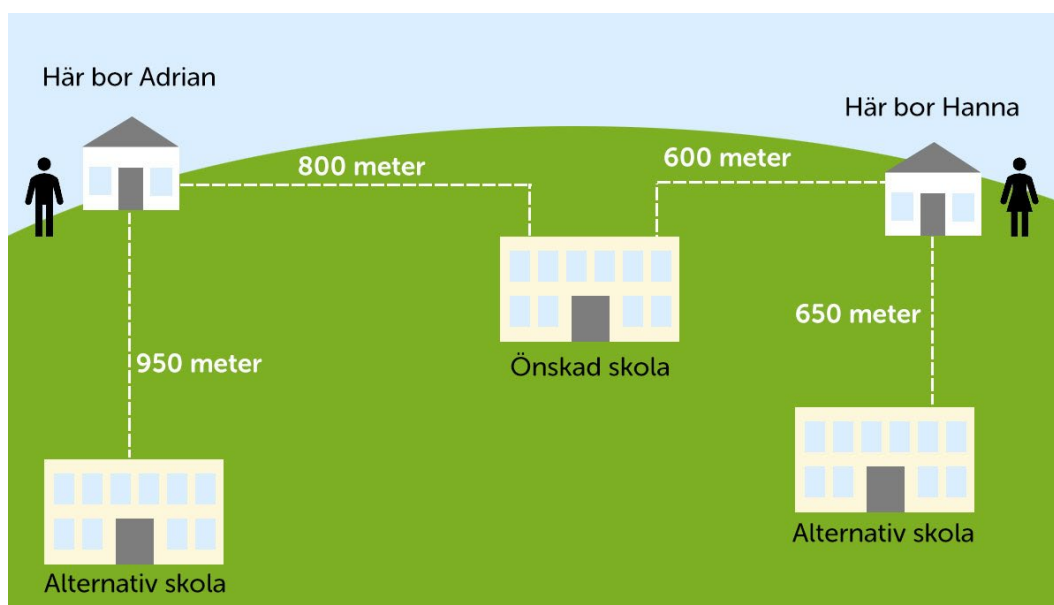 Här bor Adrian
Här bor Hanna
800 meter
600 meter
650 meter
950 meter
Önskad skola
Alternativ skola
Alternativ skola